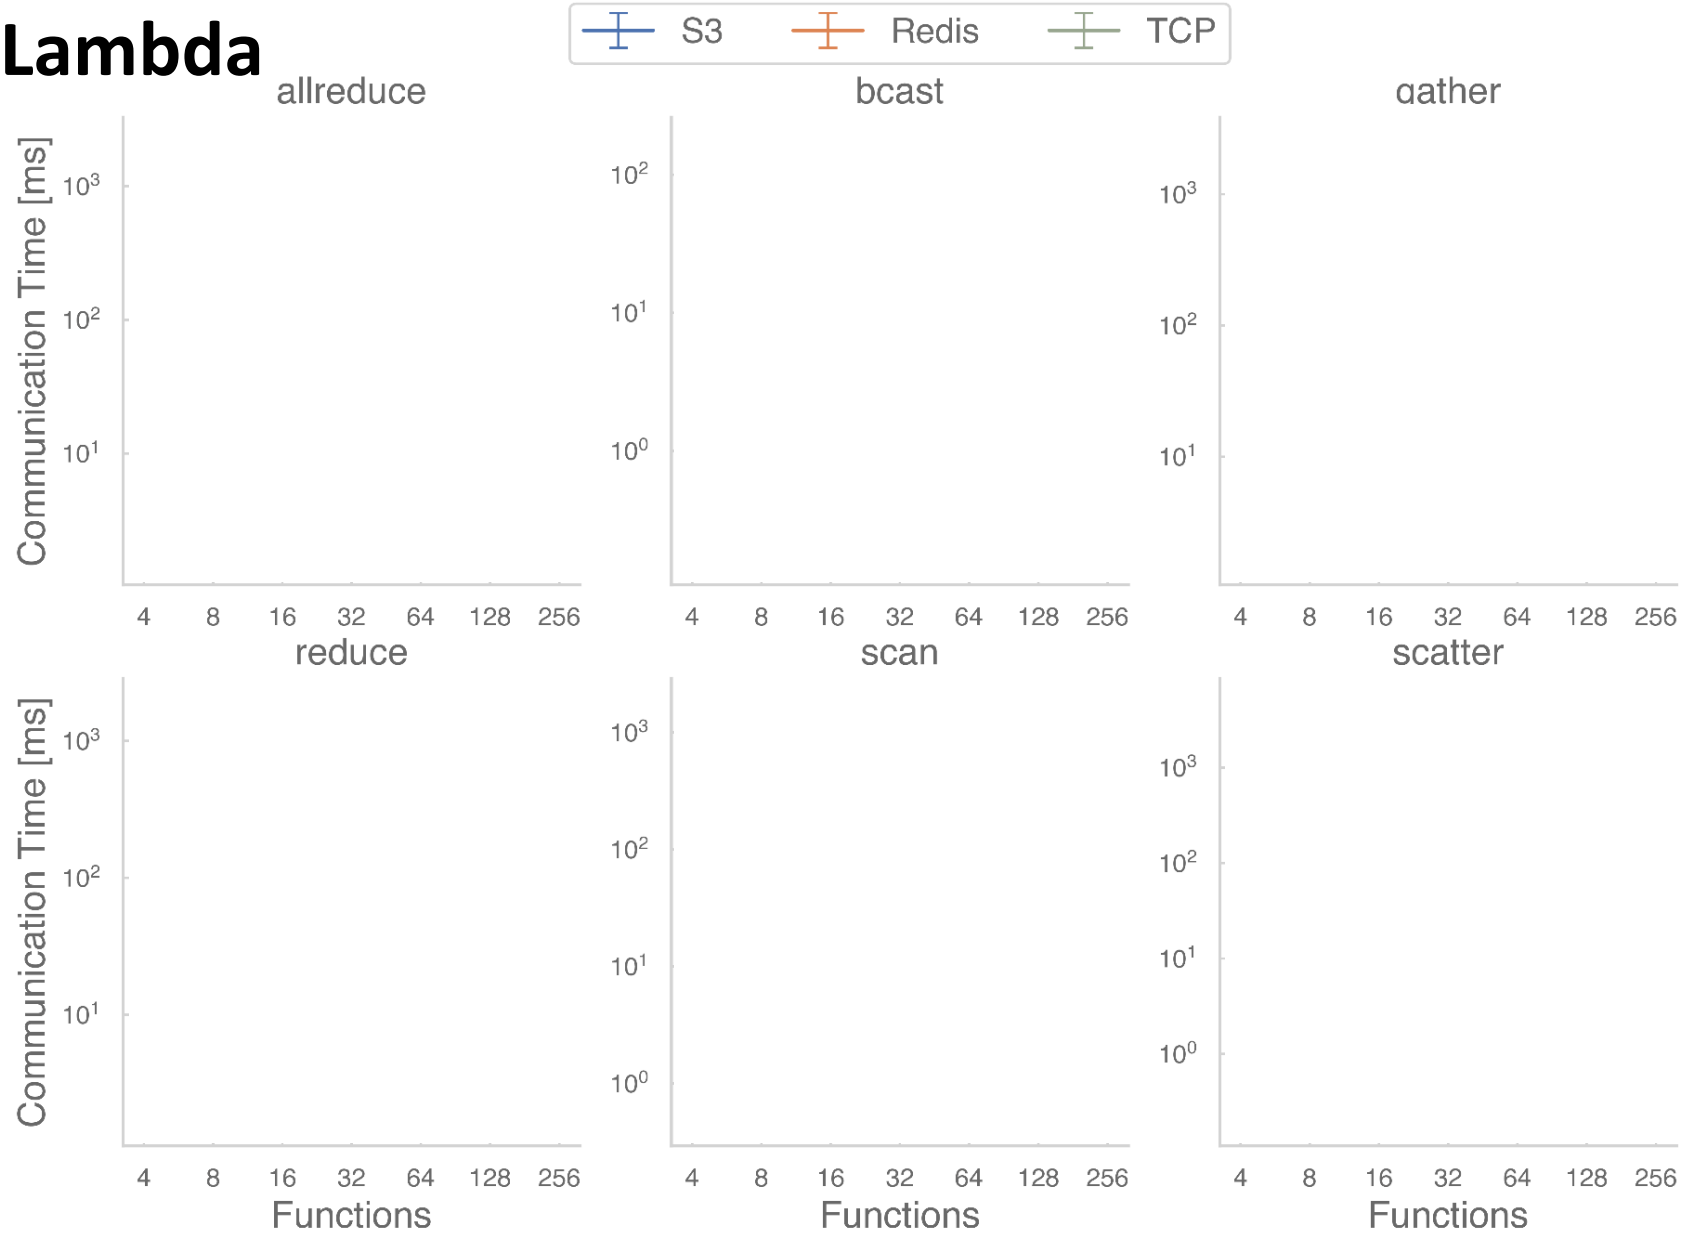 Lambda
S3 Redis TCP
allreduce bcast gather
Communication Time [ms]
10³ 10² 10³
10² 10¹ 10²
10¹ 10⁰ 10¹
4 8 16 32 64 128 256 4 8 16 32 64 128 256 4 8 16 32 64 128 256
reduce scan scatter
Communication Time [ms]
10³ 10³ 10³
10² 10² 10²
10¹ 10¹ 10¹
10⁰ 10⁰
4 8 16 32 64 128 256 4 8 16 32 64 128 256 4 8 16 32 64 128 256
Functions Functions Functions